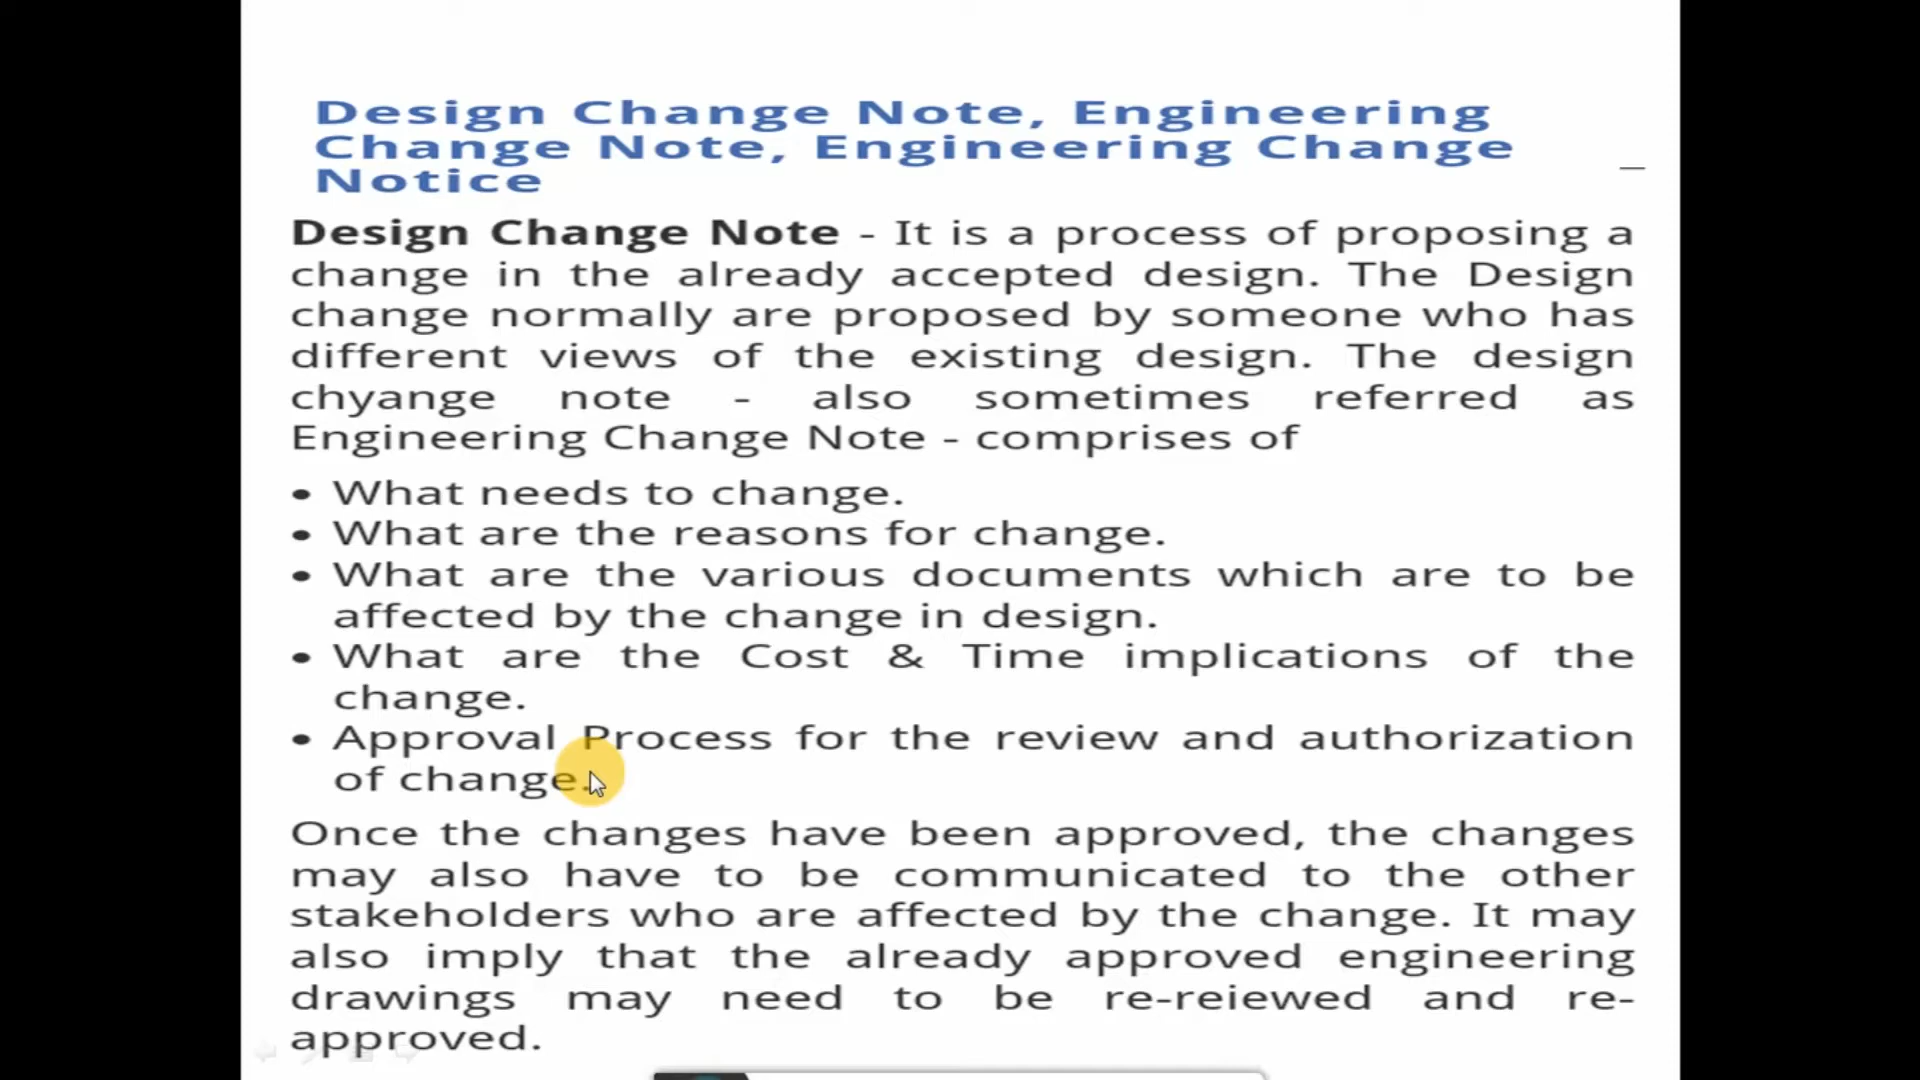 Design Change Note, Engineering
Change Note, Engineering Change
Notice
Design Change Note - It is a process of proposing a
change in the already accepted design. The Design
change normally are proposed by someone who has
different views of the existing design. The design
chyange note - also sometimes referred as
Engineering Change Note - comprises of
• What needs to change.
• What are the reasons for change.
• What are the various documents which are to be
affected by the change in design.
• What are the Cost & Time implications of the
change.
• Approval Process for the review and authorization
of change.
Once the changes have been approved, the changes
may also have to be communicated to the other
stakeholders who are affected by the change. It may
also imply that the already approved engineering
drawings may need to be re-reiewed and re-
approved.